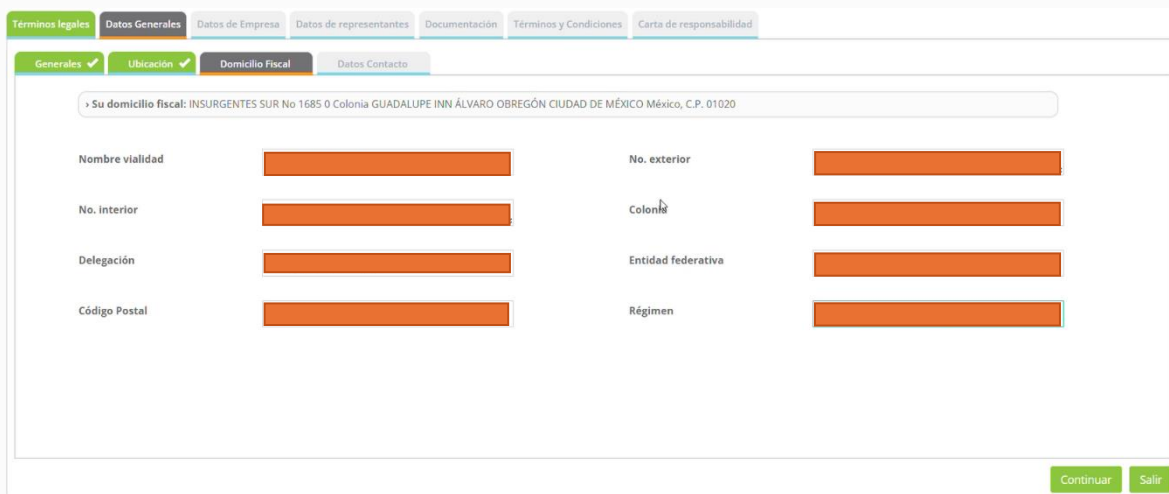 Términos legales Datos Generales Datos de Empresa Datos de representantes Documentación Términos y Condiciones Carta de responsabilidad
Generales Ubicación Domicilio Fiscal Datos Contacto
› Su domicilio fiscal: INSURGENTES SUR No 1685 0 Colonia GUADALUPE INN ÁLVARO OBREGÓN CIUDAD DE MÉXICO México, C.P. 01020
Nombre vialidad No. exterior
No. interior Colonia
Delegación Entidad federativa
Código Postal Régimen
Continuar Salir